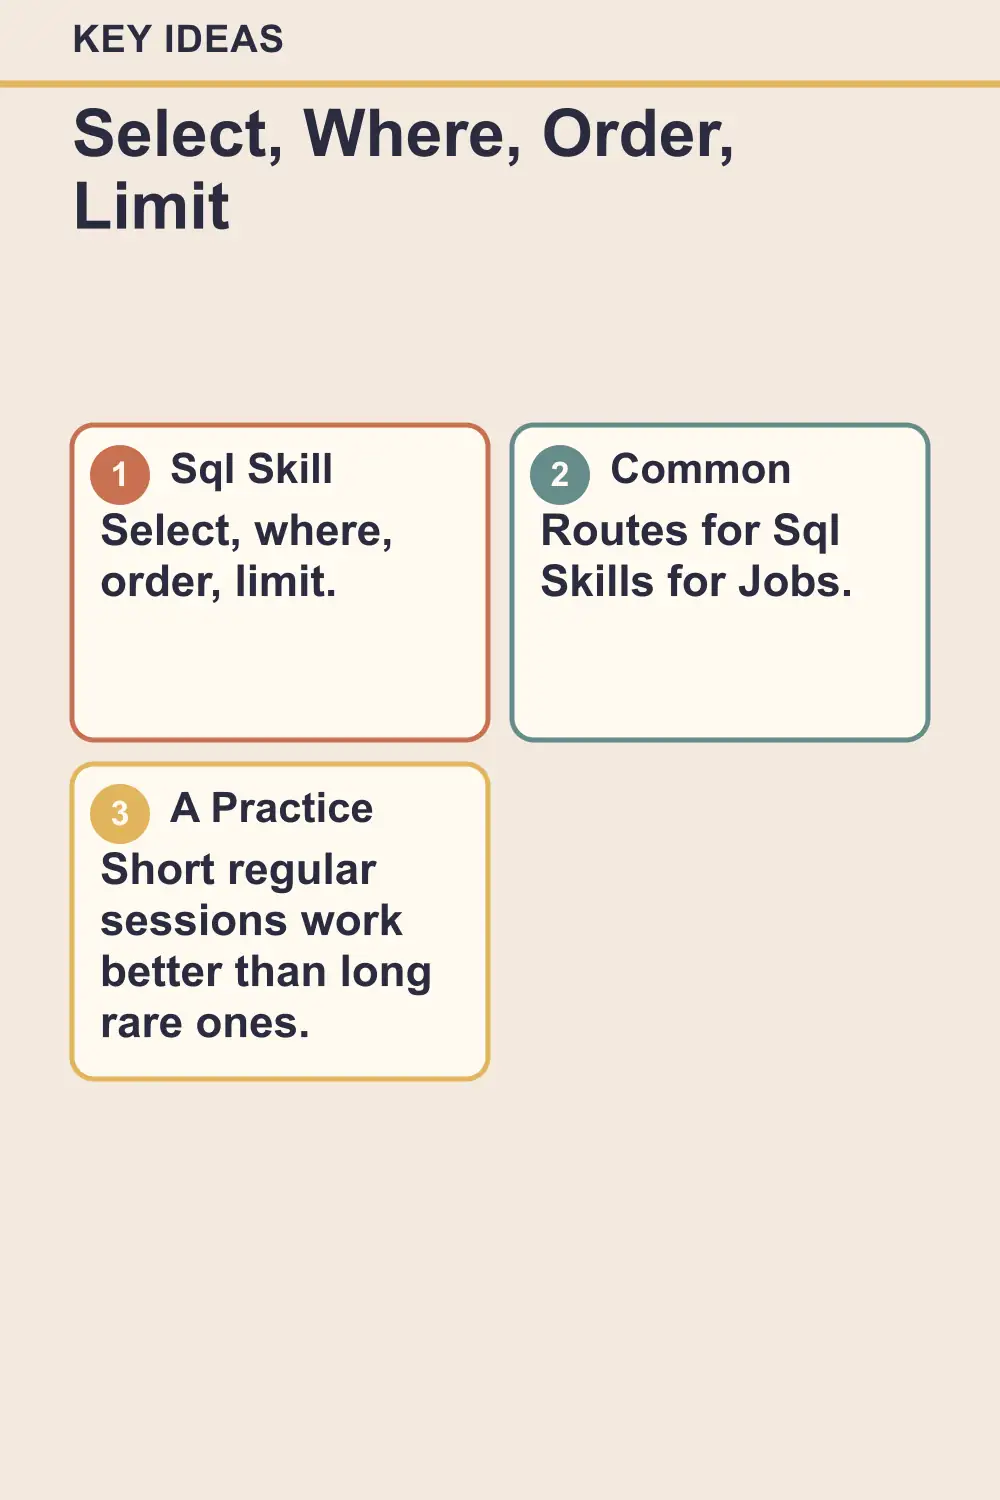 KEY IDEAS
Select, Where, Order,
Limit
1 Sql Skill
Select, where,
order, limit.
2 Common
Routes for Sql
Skills for Jobs.
3 A Practice
Short regular
sessions work
better than long
rare ones.